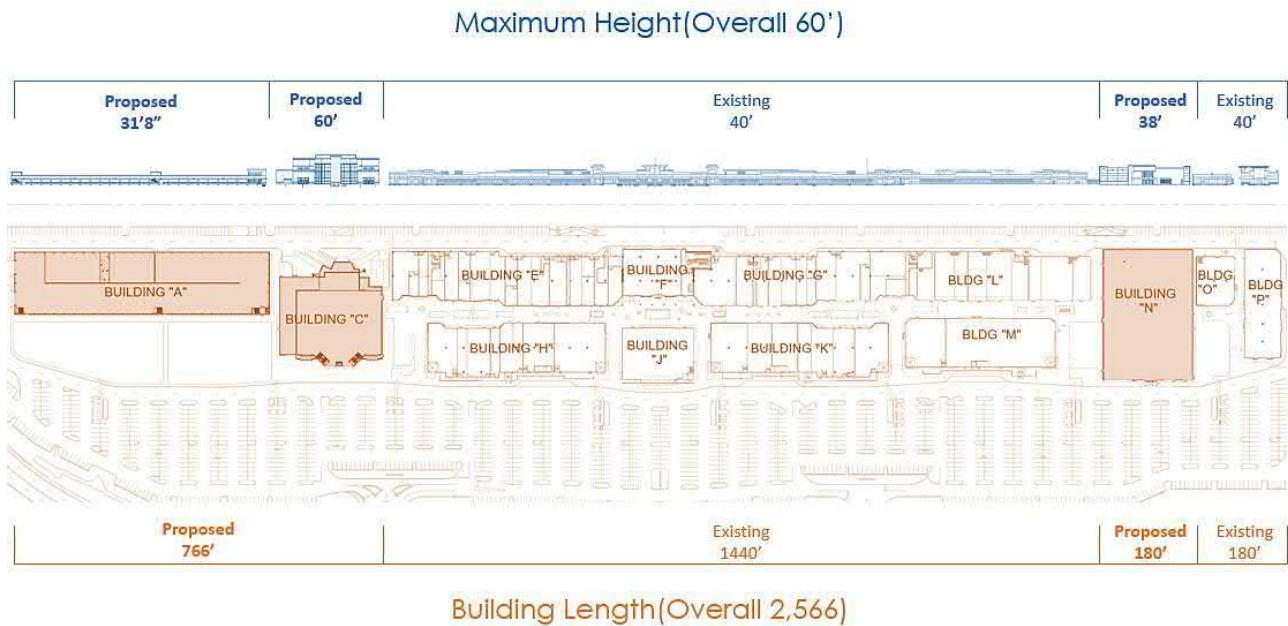 Maximum Height(Overall 60’)
Proposed
31’8”
Proposed
60’
Existing
40’
Proposed
38’
Existing
40’
BUILDING "A"
BUILDING "C"
BUILDING "E"
BUILDING
"F"
BUILDING "G"
BLDG "L"
BUILDING
"N"
BLDG
"O"
BLDG
"P"
BUILDING "H"
BUILDING
"J"
BUILDING "K"
BLDG "M"
Proposed
766’
Existing
1440’
Proposed
180’
Existing
180’
Building Length(Overall 2,566)